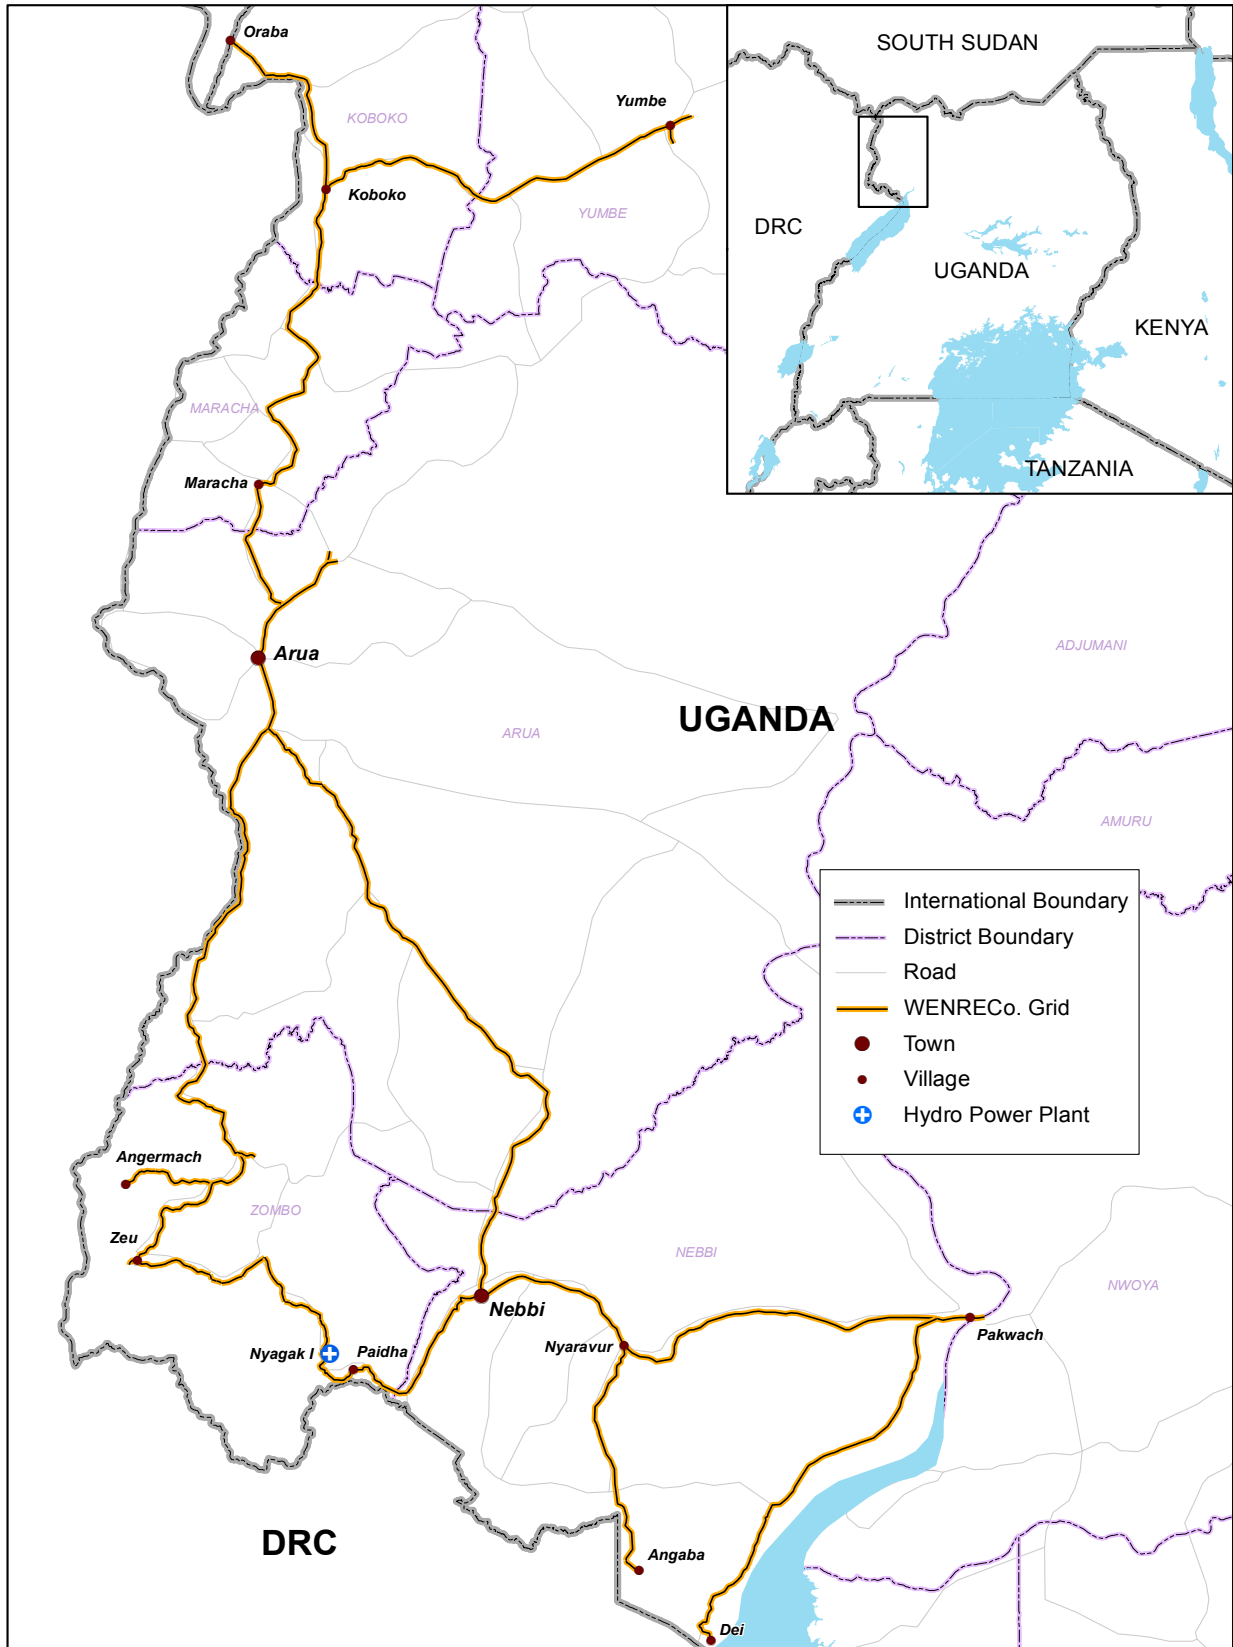 Oraba
SOUTH SUDAN
Yumbe
KOBOKO
Koboko
YUMBE
DRC
UGANDA
KENYA
MARACHA
TANZANIA
Maracha
Arua
ADJUMANI
UGANDA
ARUA
AMURU
International Boundary
District Boundary
Road
WENRECo. Grid
Town
Village
Hydro Power Plant
Angermach
ZOMBO
Zeu
NEBBI
NWOYA
Nebbi
Pakwach
Nyagak I
Paidha
Nyaravur
DRC
Angaba
Dei